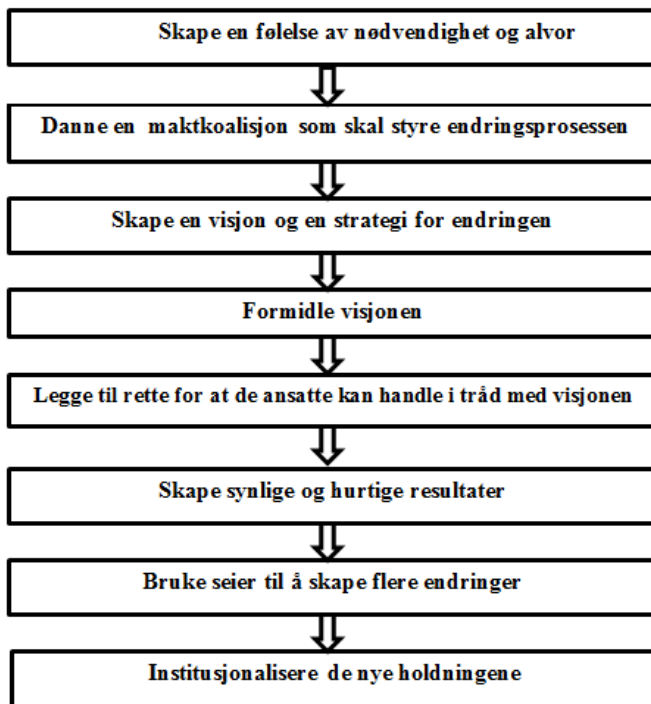 Skape en følelse av nødvendighet og alvor
Danne en maktkoalisjon som skal styre endringsprosessen
Skape en visjon og en strategi for endringen
Formidle visjonen
Legge til rette for at de ansatte kan handle i tråd med visjonen
Skape synlige og hurtige resultater
Bruke seier til å skape flere endringer
Institusjonalisere de nye holdningene